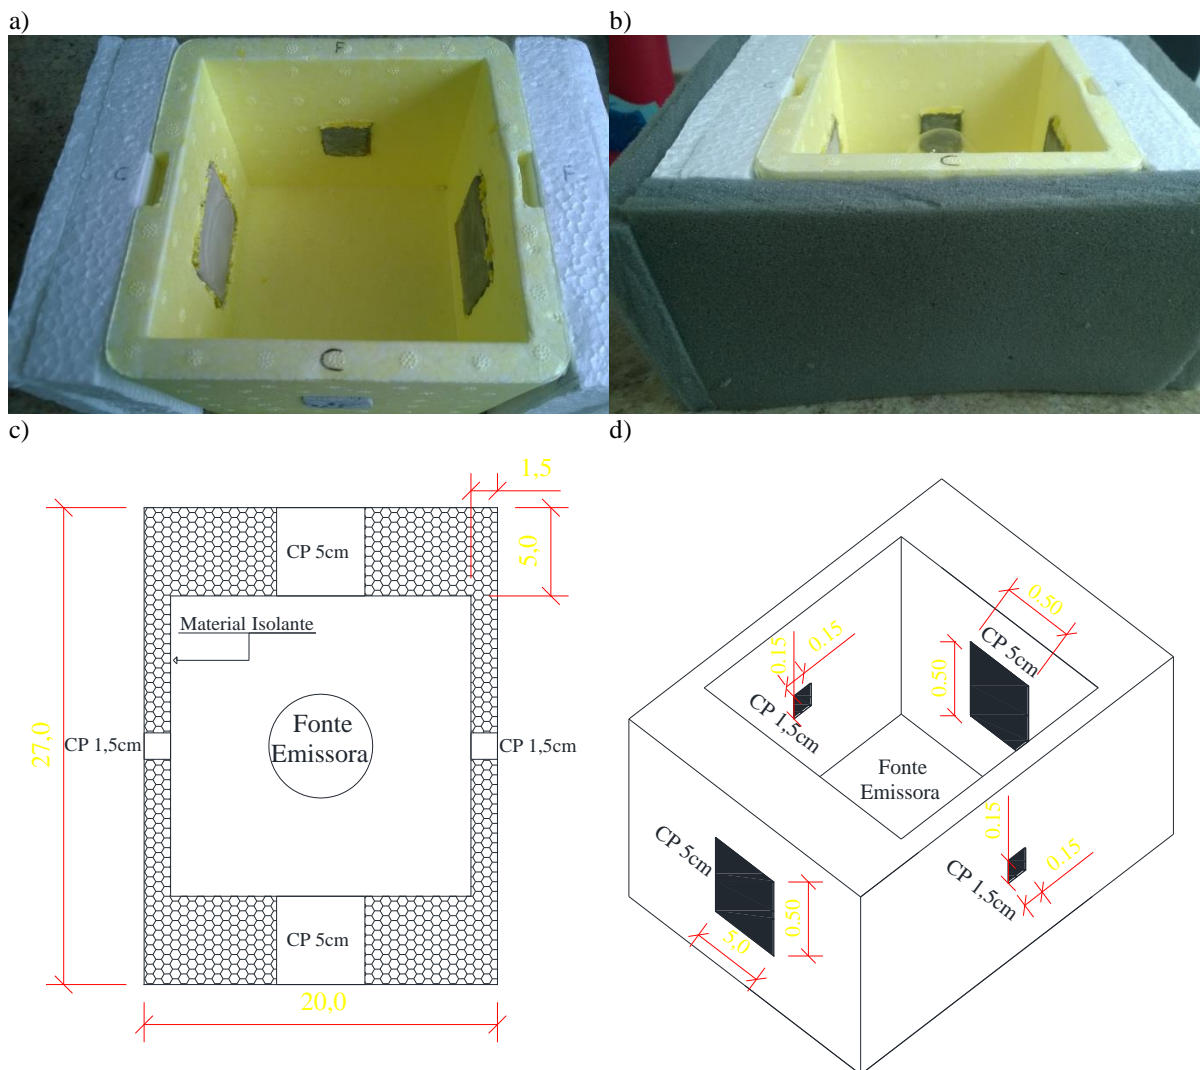 a)
b)
F
C
F
C
C
c)
d)
1,5
CP 5cm
5,0
Material Isolante
Fonte
Emissora
CP 1,5cm
CP 1,5cm
27,0
CP 5cm
20,0
0.50
CP 5cm
0.50
0.15
0.15
CP 1,5cm
Fonte
Emissora
CP 5cm
0.50
5.0
0.15
0.15
CP 1,5cm